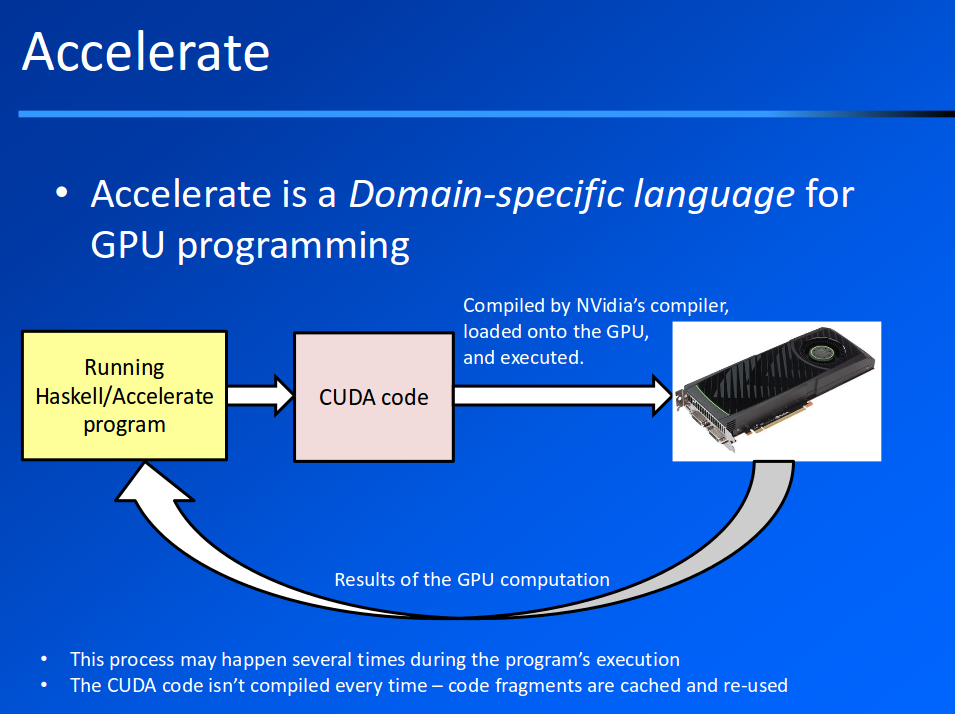 Accelerate
• Accelerate is a Domain-specific language for
GPU programming
Compiled by NVidia’s compiler,
loaded onto the GPU,
and executed.
Running
Haskell/Accelerate
program
CUDA code
Results of the GPU computation
• This process may happen several times during the program’s execution
• The CUDA code isn’t compiled every time – code fragments are cached and re-used